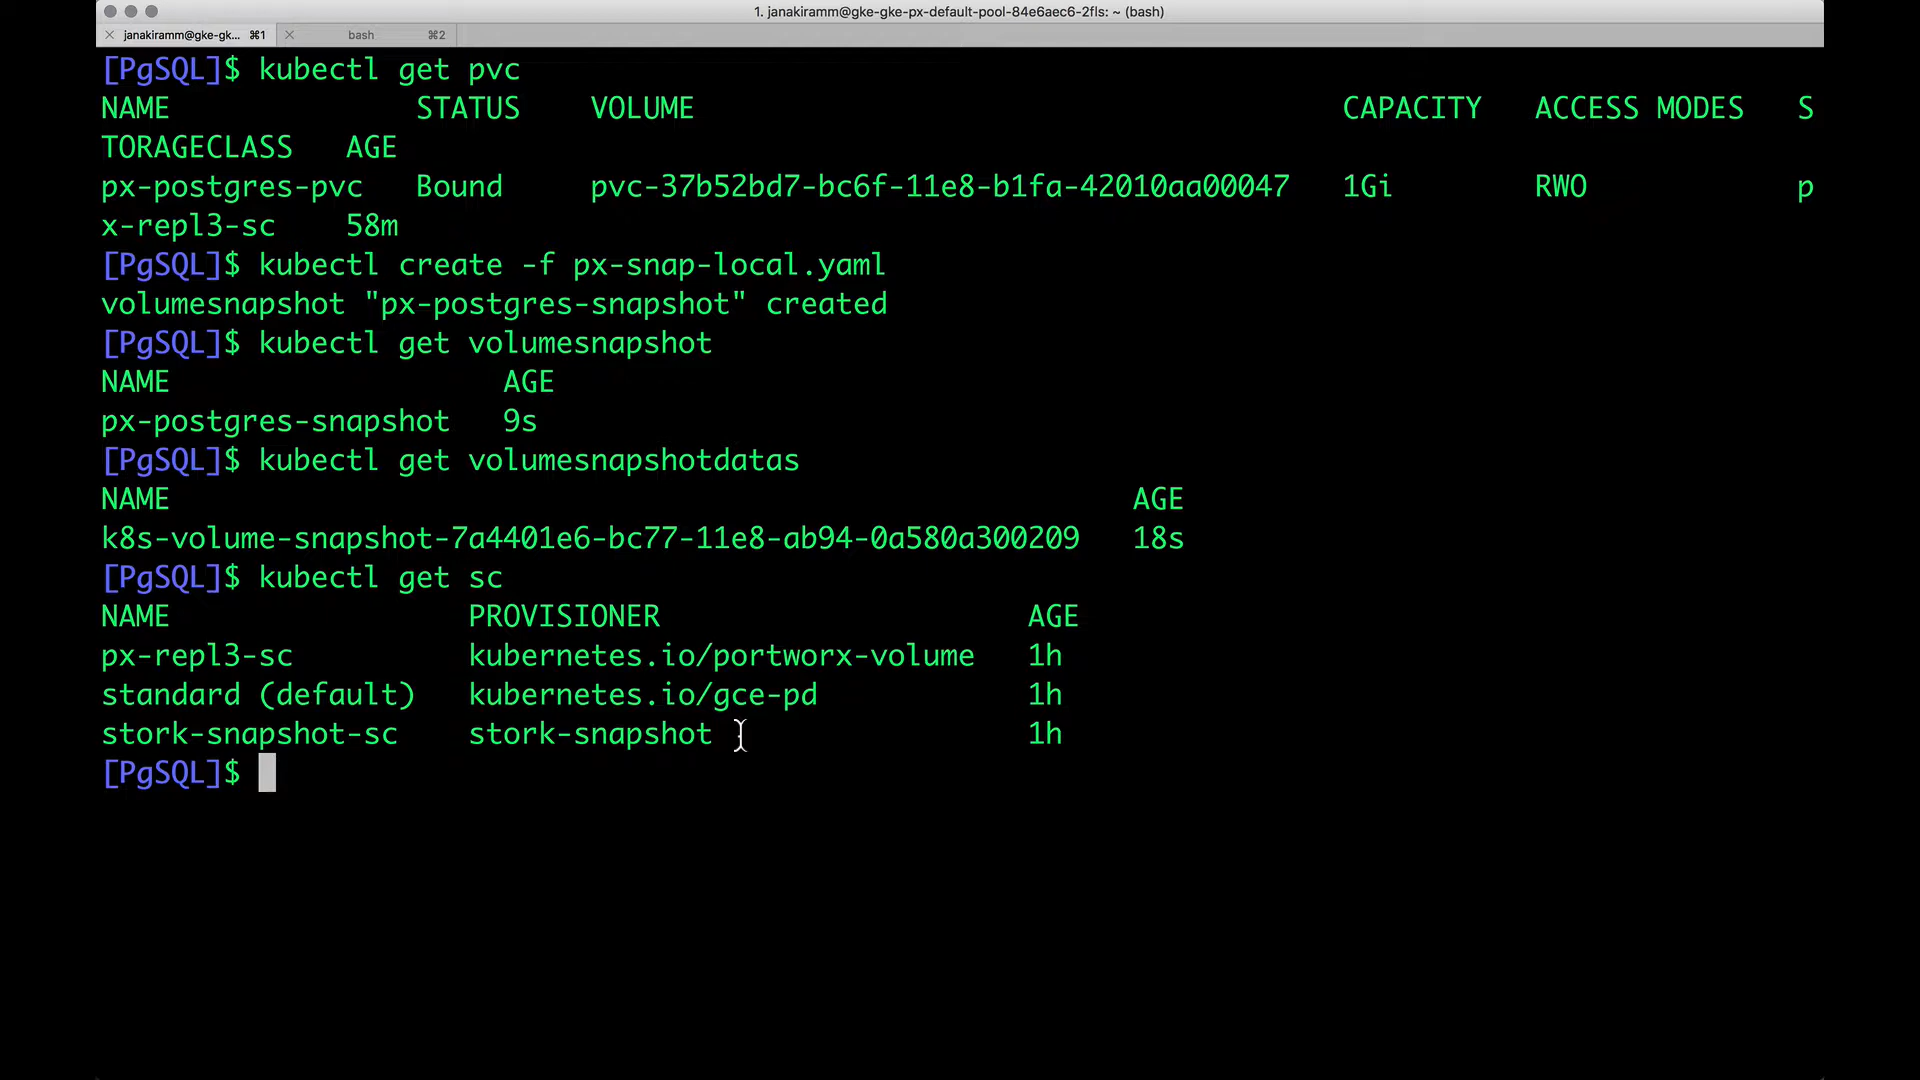 1. janakiramm@gke-gke-px-default-pool-84e6aec6-2fls: ~ (bash)
janakiramm@gke-gk... ⌘1 bash ⌘2
[PgSQL]$ kubectl get pvc
NAME STATUS VOLUME CAPACITY ACCESS MODES S
TORAGECLASS AGE
px-postgres-pvc Bound pvc-37b52bd7-bc6f-11e8-b1fa-42010aa00047 1Gi RWO p
x-repl3-sc 58m
[PgSQL]$ kubectl create -f px-snap-local.yaml
volumesnapshot "px-postgres-snapshot" created
[PgSQL]$ kubectl get volumesnapshot
NAME AGE
px-postgres-snapshot 9s
[PgSQL]$ kubectl get volumesnapshotdatas
NAME AGE
k8s-volume-snapshot-7a4401e6-bc77-11e8-ab94-0a580a300209 18s
[PgSQL]$ kubectl get sc
NAME PROVISIONER AGE
px-repl3-sc kubernetes.io/portworx-volume 1h
standard (default) kubernetes.io/gce-pd 1h
stork-snapshot-sc stork-snapshot 1h
[PgSQL]$